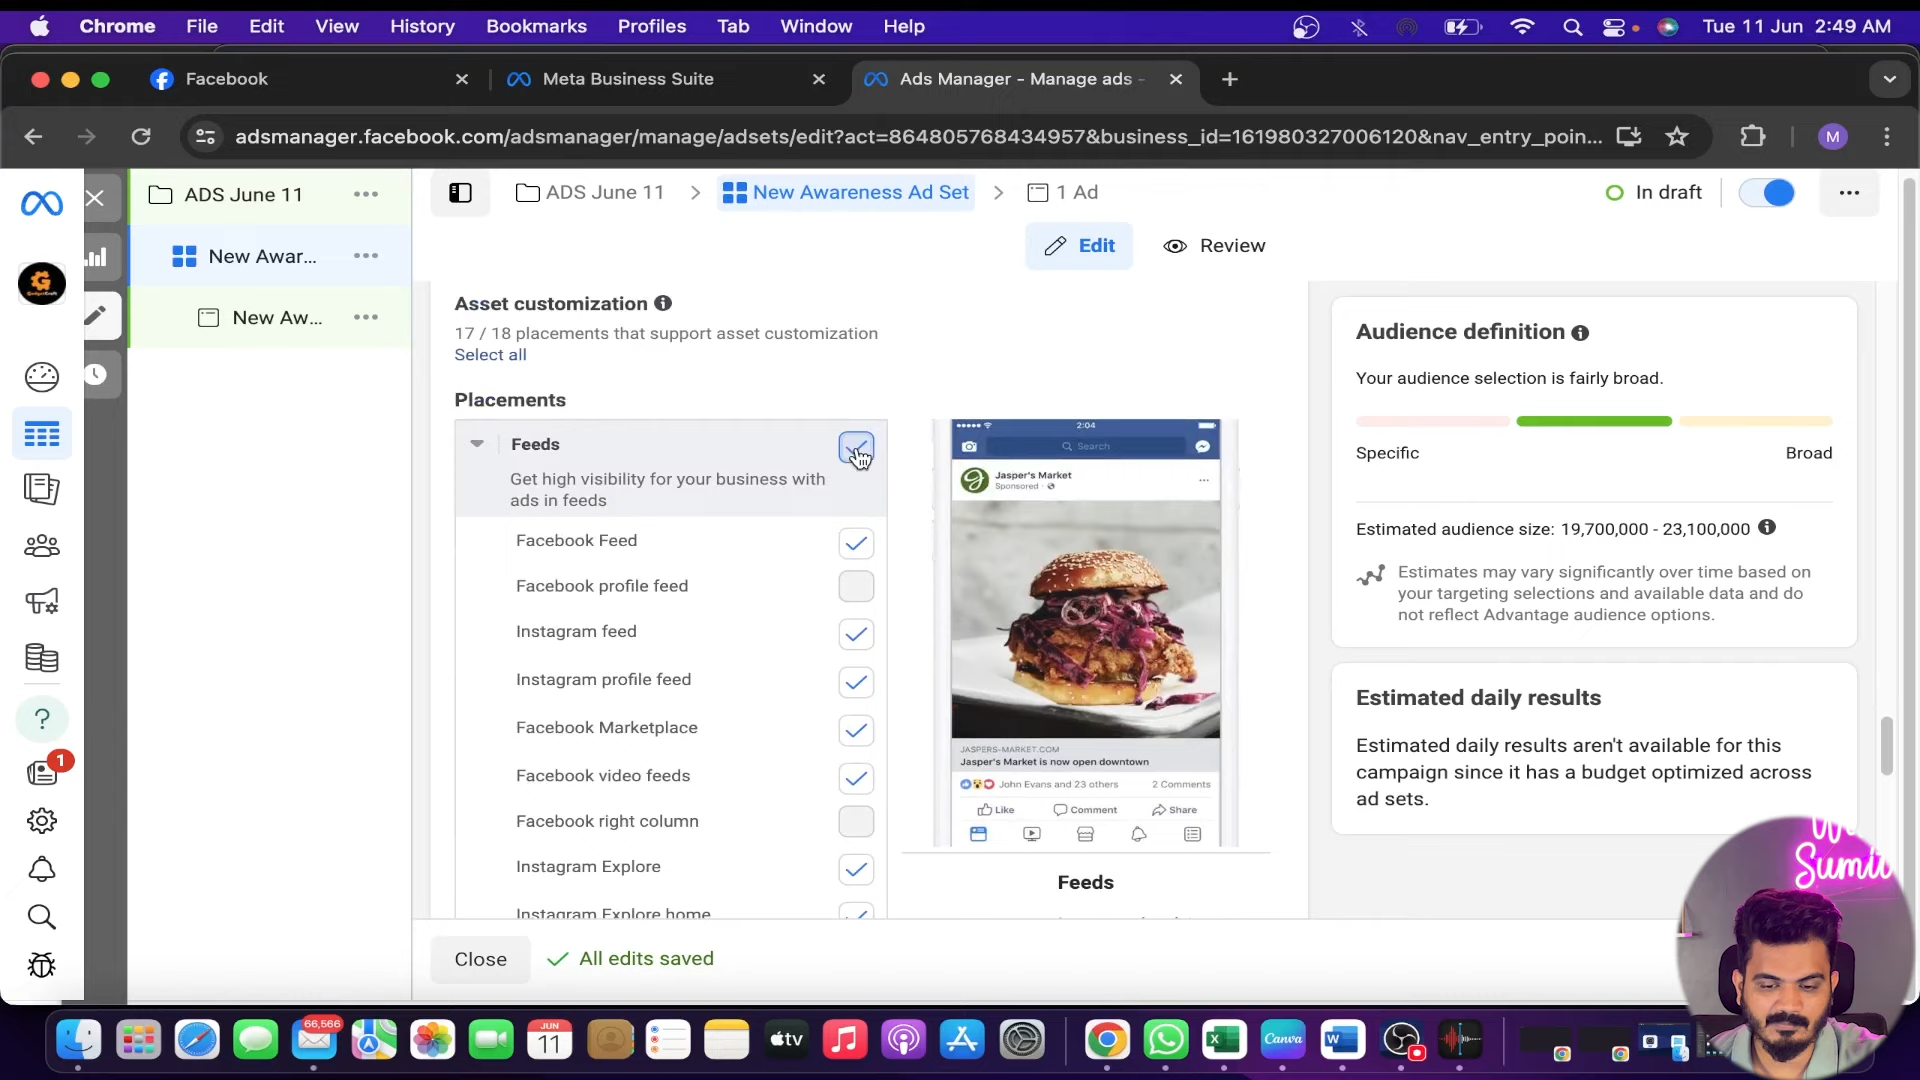 Chrome File Edit View History Bookmarks Profiles Tab Window Help Tue 11 Jun 2:49 AM
Facebook Meta Business Suite Ads Manager - Manage ads -
adsmanager.facebook.com/adsmanager/manage/adsets/edit?act=864805768434957&business_id=161980327006120&nav_entry_poin... M
ADS June 11
New Awar...
New Aw...
ADS June 11 > New Awareness Ad Set > 1 Ad
In draft
Edit Review
Asset customization
17 / 18 placements that support asset customization
Select all
Placements
Feeds
Get high visibility for your business with
ads in feeds
Facebook Feed
Facebook profile feed
Instagram feed
Instagram profile feed
Facebook Marketplace
Facebook video feeds
Facebook right column
Instagram Explore
Instagram Explore home
2:04
Search
Jasper's Market
Sponsored
JASPERS-MARKET.COM
Jasper's Market is now open downtown
John Evans and 23 others 2 Comments
Like Comment Share
Feeds
Audience definition
Your audience selection is fairly broad.
Specific Broad
Estimated audience size: 19,700,000 - 23,100,000
Estimates may vary significantly over time based on
your targeting selections and available data and do
not reflect Advantage audience options.
Estimated daily results
Estimated daily results aren't available for this
campaign since it has a budget optimized across
ad sets.
Sumit
1
Close All edits saved
66,566
JUN
11
tv
Canva